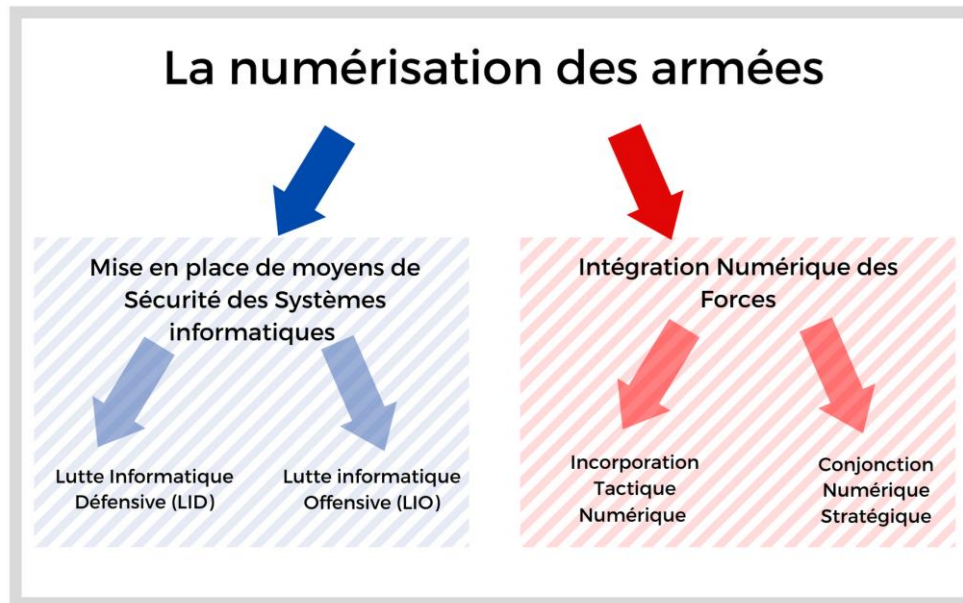 La numérisation des armées
Mise en place de moyens de
Sécurité des Systèmes
informatiques
Lutte Informatique
Défensive (LID)
Lutte informatique
Offensive (LIO)
Intégration Numérique des
Forces
Incorporation
Tactique
Numérique
Conjonction
Numérique
Stratégique